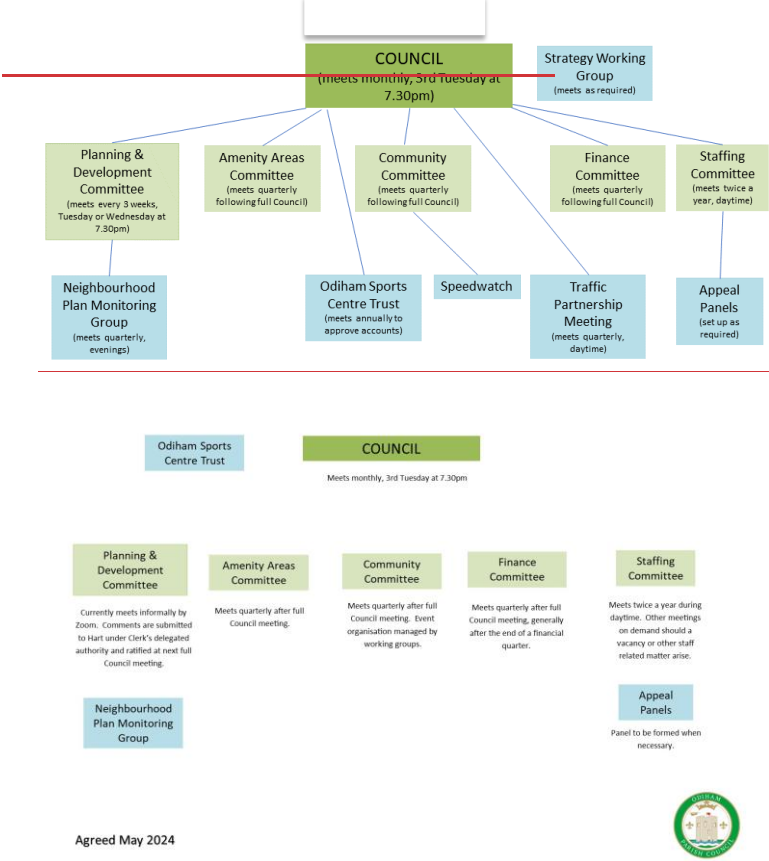 COUNCIL
(meets monthly, 3rd Tuesday at
7.30pm)
Strategy Working
Group
(meets as required)
Planning &
Development
Committee
(meets every 3 weeks,
Tuesday or Wednesday at
7.30pm)
Amenity Areas
Committee
(meets quarterly
following full Council)
Community
Committee
(meets quarterly
following full Council)
Finance
Committee
(meets quarterly
following full Council)
Staffing
Committee
(meets twice a
year, daytime)
Neighbourhood
Plan Monitoring
Group
(meets quarterly,
evenings)
Odiham Sports
Centre Trust
(meets annually to
approve accounts)
Speedwatch
Traffic
Partnership
Meeting
(meets quarterly,
daytime)
Appeal
Panels
(set up as
required)
Odiham Sports
Centre Trust
COUNCIL
Meets monthly, 3rd Tuesday at 7.30pm
Planning &
Development
Committee
Currently meets informally by
Zoom. Comments are submitted
to Hart under Clerk's delegated
authority and ratified at next full
Council meeting.
Amenity Areas
Committee
Meets quarterly after full
Council meeting.
Community
Committee
Meets quarterly after full
Council meeting. Event
organisation managed by
working groups.
Finance
Committee
Meets quarterly after full
Council meeting, generally
after the end of a financial
quarter.
Staffing
Committee
Meets twice a year during
daytime. Other meetings
on demand should a
vacancy or other staff
related matter arise.
Neighbourhood
Plan Monitoring
Group
Appeal
Panels
Panel to be formed when
necessary.
Agreed May 2024
ODIHAM
PARISH COUNCIL